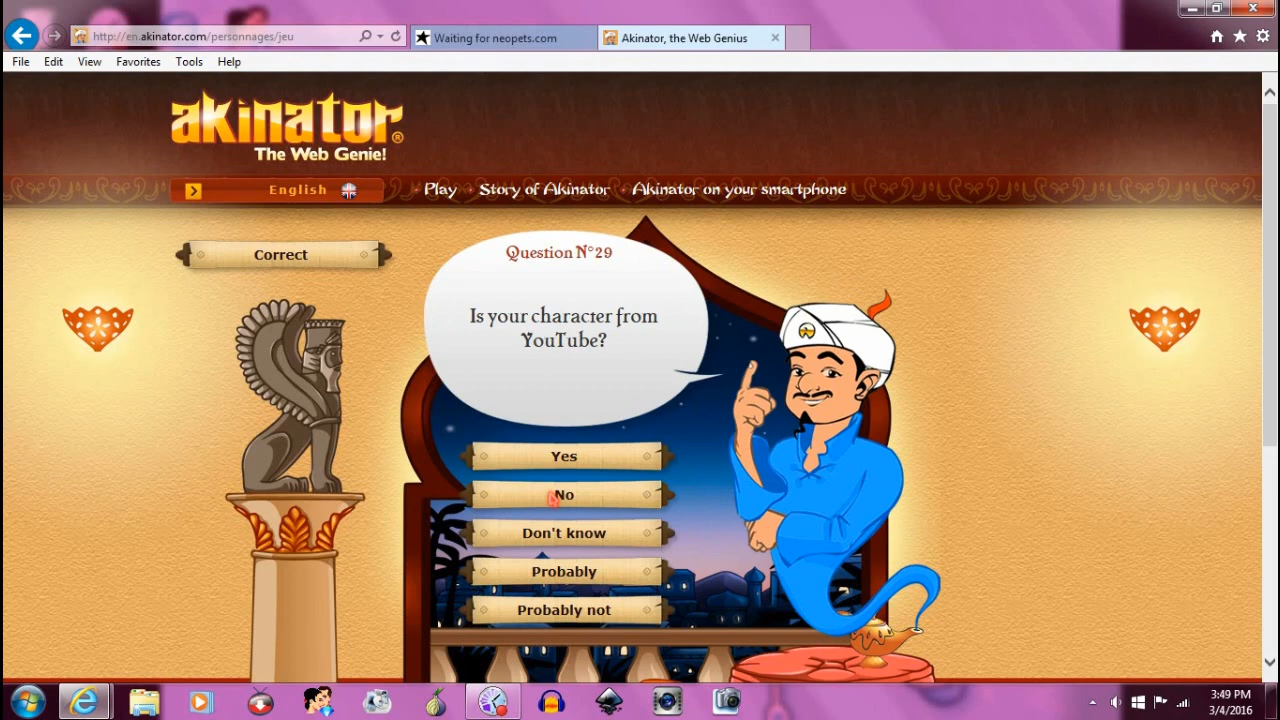 http://en.akinator.com/personnages/jeu
Waiting for neopets.com
Akinator, the Web Genius
File Edit View Favorites Tools Help
akinator®
The Web Genie!
English
Play
Story of Akinator
Akinator on your smartphone
Correct
Question N°29
Is your character from
YouTube?
Yes
No
Don't know
Probably
Probably not
3:49 PM
3/4/2016